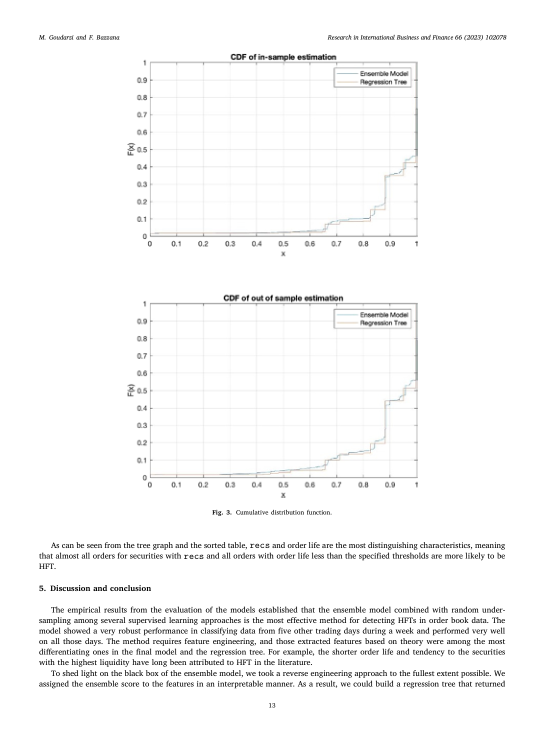 M. Goudarzi and F. Bazzana
Research in International Business and Finance 66 (2023) 102078
CDF of in-sample estimation
Ensemble Model
Regression Tree
1
0.9
0.8
0.7
0.6
0.5
0.4
0.3
0.2
0.1
0
F(x)
0 0.1 0.2 0.3 0.4 0.5 0.6 0.7 0.8 0.9 1
x
CDF of out of sample estimation
Ensemble Model
Regression Tree
1
0.9
0.8
0.7
0.6
0.5
0.4
0.3
0.2
0.1
0
F(x)
0 0.1 0.2 0.3 0.4 0.5 0.6 0.7 0.8 0.9 1
x
Fig. 3. Cumulative distribution function.
As can be seen from the tree graph and the sorted table, recs and order life are the most distinguishing characteristics, meaning
that almost all orders for securities with recs and all orders with order life less than the specified thresholds are more likely to be
HFT.
5. Discussion and conclusion
The empirical results from the evaluation of the models established that the ensemble model combined with random under-
sampling among several supervised learning approaches is the most effective method for detecting HFTs in order book data. The
model showed a very robust performance in classifying data from five other trading days during a week and performed very well
on all those days. The method requires feature engineering, and those extracted features based on theory were among the most
differentiating ones in the final model and the regression tree. For example, the shorter order life and tendency to the securities
with the highest liquidity have long been attributed to HFT in the literature.
To shed light on the black box of the ensemble model, we took a reverse engineering approach to the fullest extent possible. We
assigned the ensemble score to the features in an interpretable manner. As a result, we could build a regression tree that returned
13